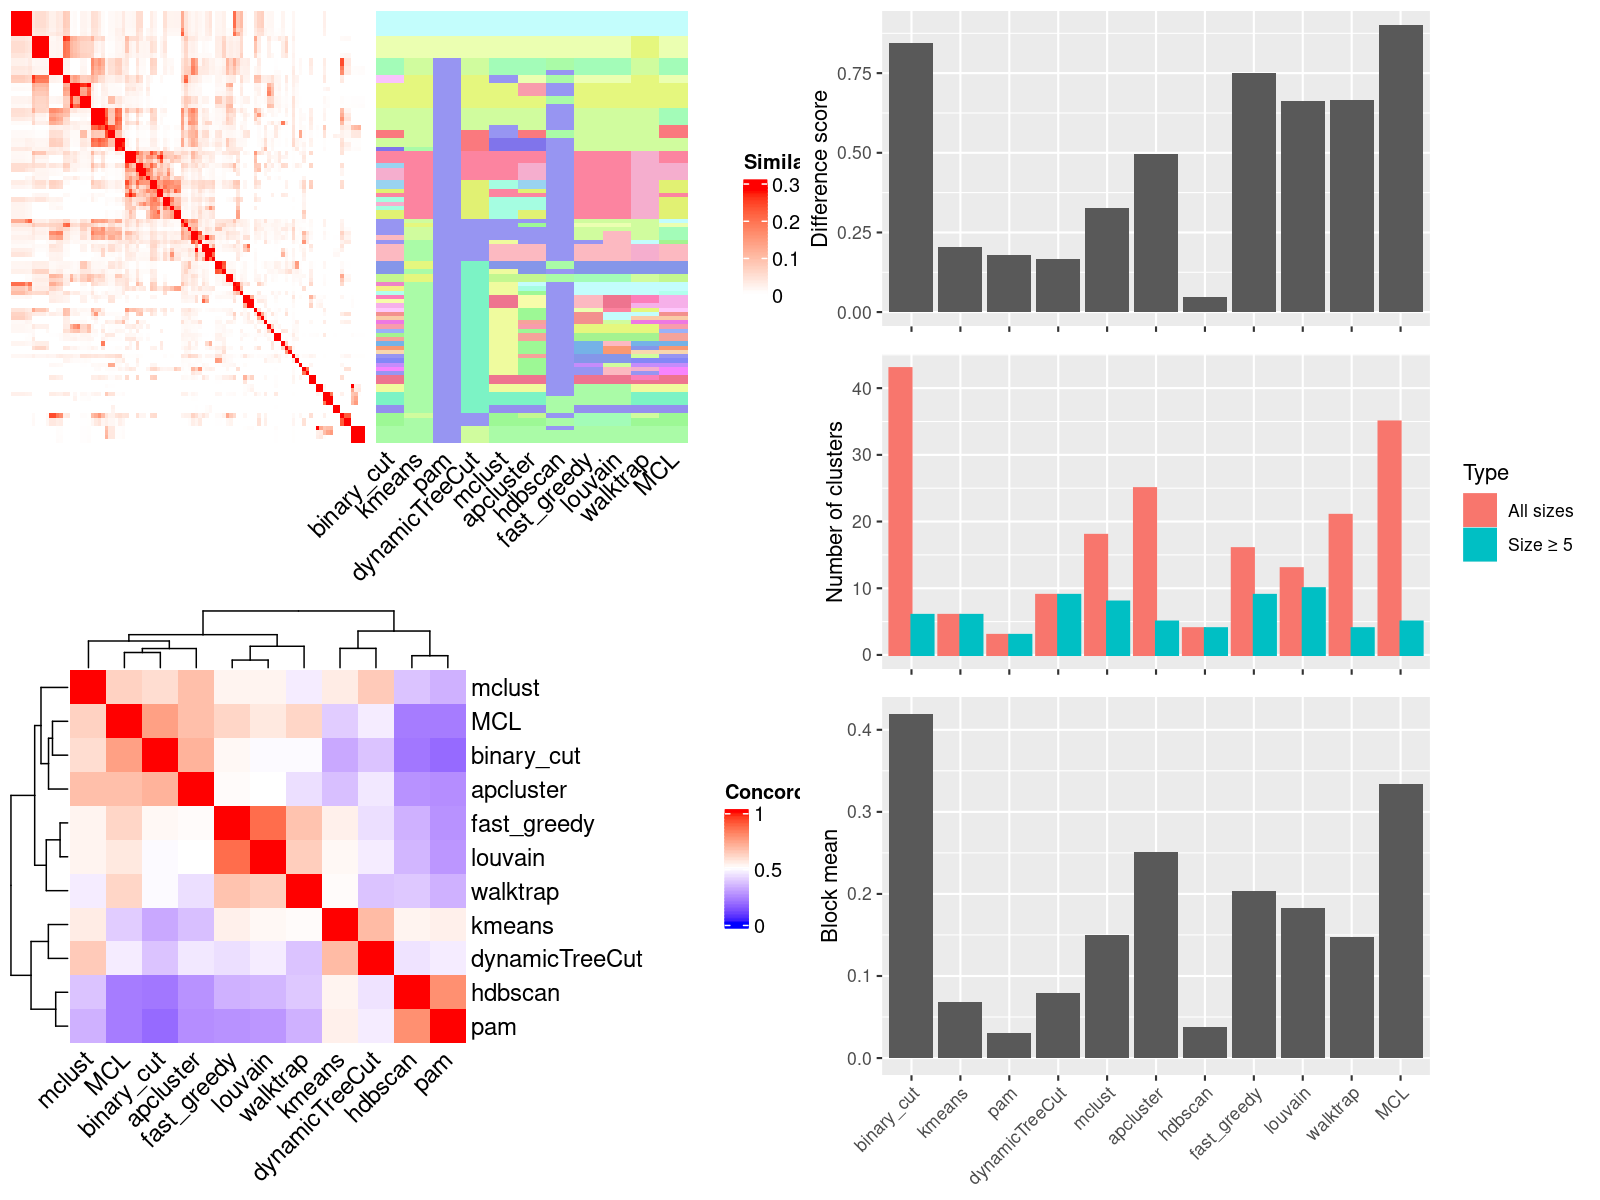 Simila
0.3
0.2
0.1
0
binary_cut
kmeans
pam
dynamicTreeCut
mclust
apcluster
hdbscan
fast_greedy
louvain
walktrap
MCL
Difference score
0.75
0.50
0.25
0.00
Number of clusters
40
30
20
10
0
Type
All sizes
Size ≥ 5
mclust
MCL
binary_cut
apcluster
fast_greedy
louvain
walktrap
kmeans
dynamicTreeCut
hdbscan
pam
mclust
MCL
binary_cut
apcluster
fast_greedy
louvain
walktrap
kmeans
dynamicTreeCut
hdbscan
pam
Concord
1
0.5
0
Block mean
0.4
0.3
0.2
0.1
0.0
binary_cut
kmeans
pam
dynamicTreeCut
mclust
apcluster
hdbscan
fast_greedy
louvain
walktrap
MCL